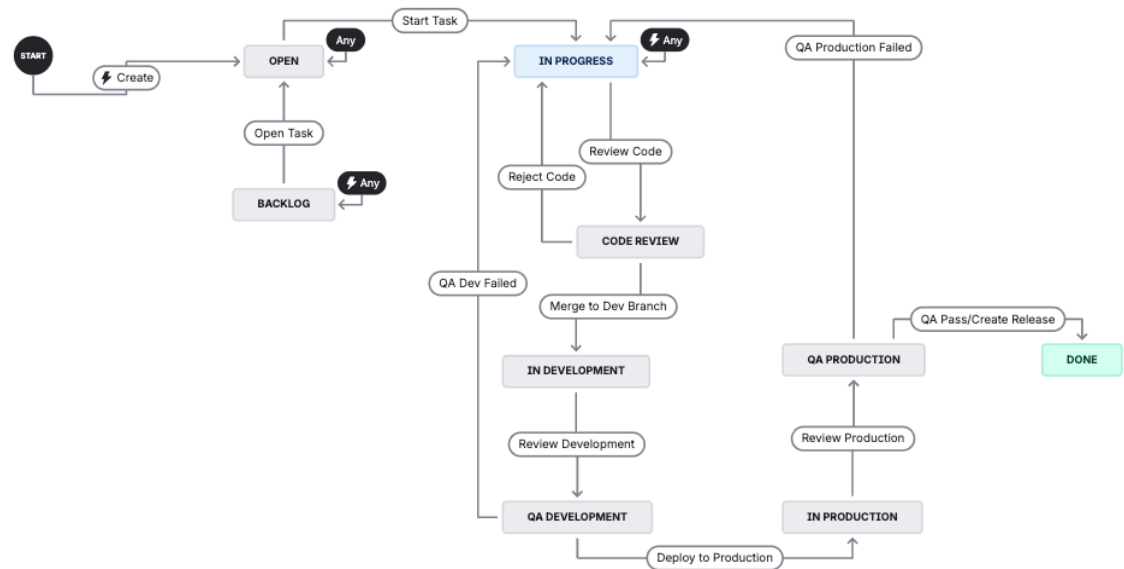 Start Task
QA Production Failed
START
Any
Any
OPEN
IN PROGRESS
Create
Open Task
Review Code
Reject Code
Any
BACKLOG
CODE REVIEW
QA Dev Failed
Merge to Dev Branch
QA Pass/Create Release
IN DEVELOPMENT
QA PRODUCTION
DONE
Review Development
Review Production
QA DEVELOPMENT
IN PRODUCTION
Deploy to Production